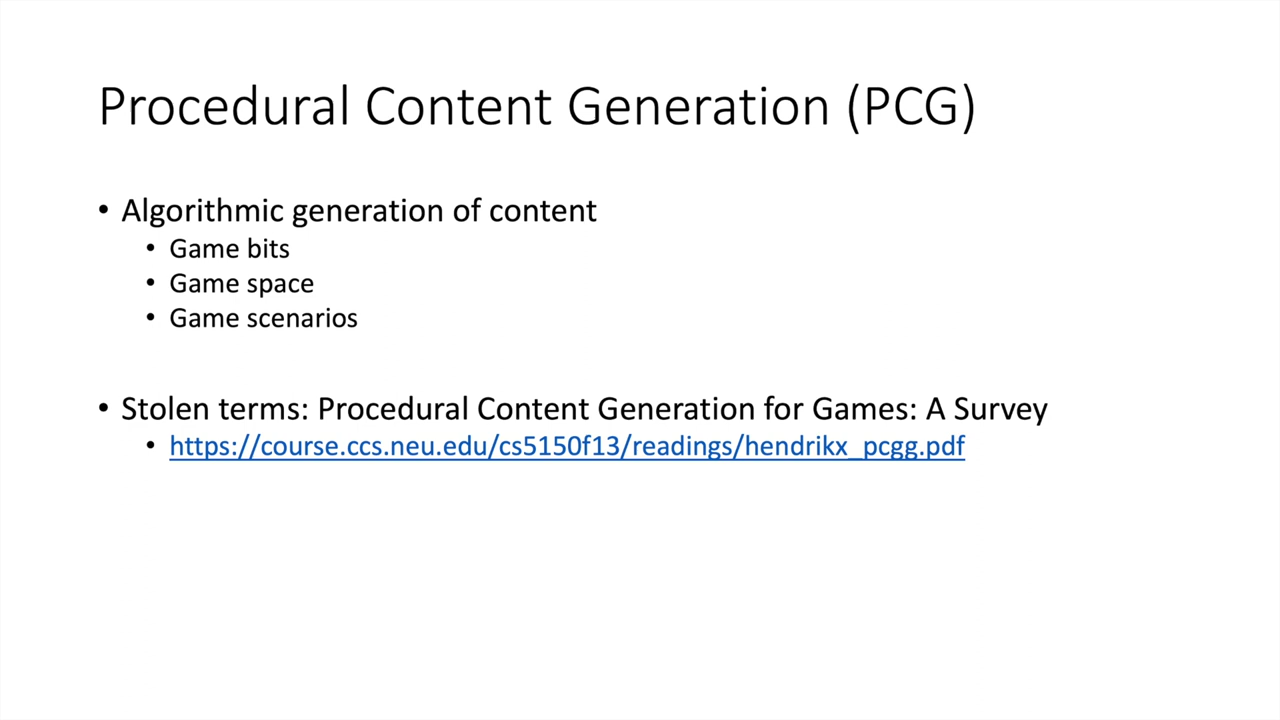 Procedural Content Generation (PCG)
• Algorithmic generation of content
• Game bits
• Game space
• Game scenarios
• Stolen terms: Procedural Content Generation for Games: A Survey
• https://course.ccs.neu.edu/cs5150f13/readings/hendrikx_pcgg.pdf